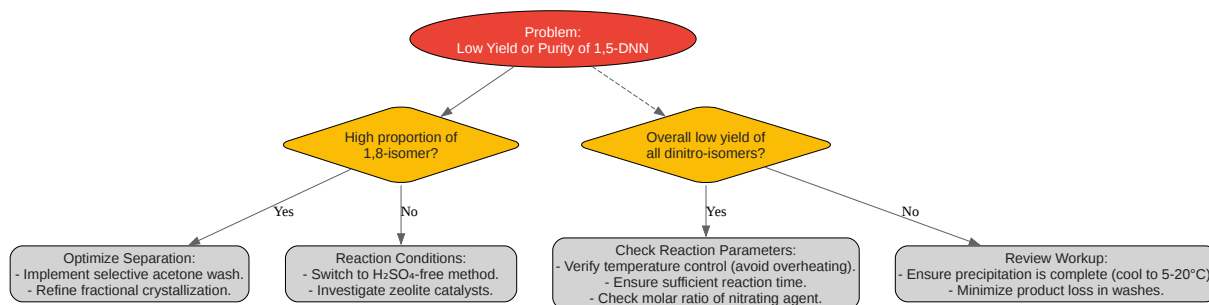 Problem:
Low Yield or Purity of 1,5-DNN
High proportion of
1,8-isomer?
Overall low yield of
all dinitro-isomers?
Yes
No
Yes
No
Optimize Separation:
- Implement selective acetone wash.
- Refine fractional crystallization.
Reaction Conditions:
- Switch to H₂SO₄-free method.
- Investigate zeolite catalysts.
Check Reaction Parameters:
- Verify temperature control (avoid overheating).
- Ensure sufficient reaction time.
- Check molar ratio of nitrating agent.
Review Workup:
- Ensure precipitation is complete (cool to 5-20°C).
- Minimize product loss in washes.